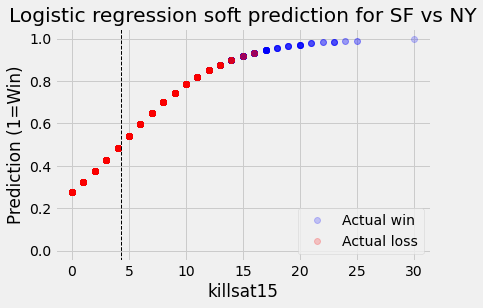 Logistic regression soft prediction for SF vs NY
Prediction (1=Win)
1.0
0.8
0.6
0.4
0.2
0.0
Actual win
Actual loss
0 5 10 15 20 25 30
killsat15